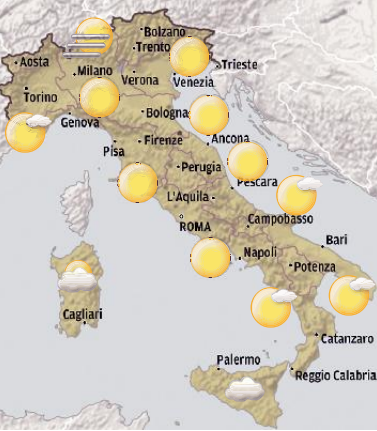 Bolzano
Trento
Aosta
Milano
Trieste
Verona
Venezia
Torino
Bologna
Genova
Firenze
Ancona
Pisa
Perugia
Pescara
L'Aquila
ROMA
Campobasso
Bari
Napoli
Potenza
Cagliari
Catanzaro
Palermo
Reggio Calabria